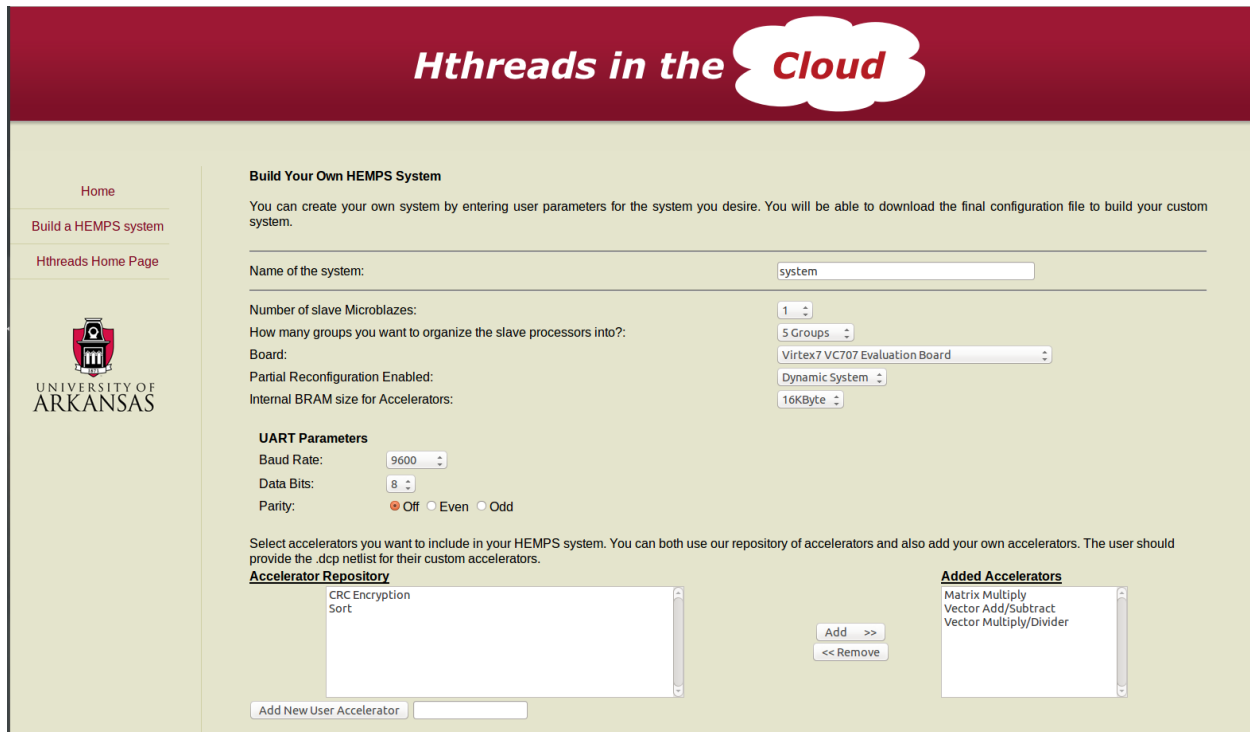 Hthreads in the Cloud
Home
Build a HEMPS system
Hthreads Home Page
1871
UNIVERSITY OF
ARKANSAS
Build Your Own HEMPS System
You can create your own system by entering user parameters for the system you desire. You will be able to download the final configuration file to build your custom
system.
Name of the system: system
Number of slave Microblazes: 1
How many groups you want to organize the slave processors into?: 5 Groups
Board: Virtex7 VC707 Evaluation Board
Partial Reconfiguration Enabled: Dynamic System
Internal BRAM size for Accelerators: 16KByte
UART Parameters
Baud Rate: 9600
Data Bits: 8
Parity: Off Even Odd
Select accelerators you want to include in your HEMPS system. You can both use our repository of accelerators and also add your own accelerators. The user should
provide the .dcp netlist for their custom accelerators.
Accelerator Repository
CRC Encryption
Sort
Add >>
<< Remove
Added Accelerators
Matrix Multiply
Vector Add/Subtract
Vector Multiply/Divider
Add New User Accelerator